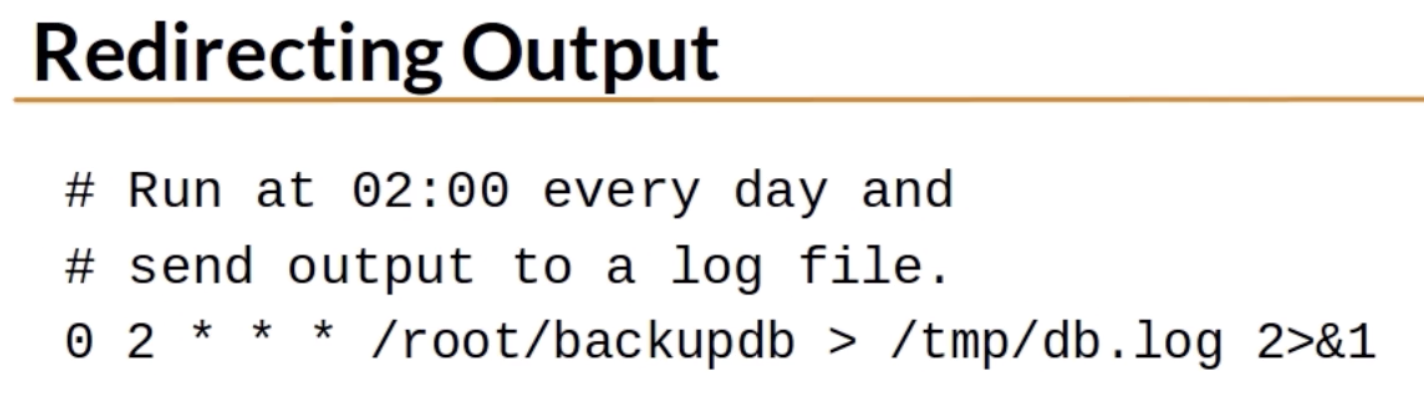 Redirecting Output
# Run at 02:00 every day and
# send output to a log file.
0 2 * * * /root/backupdb > /tmp/db.log 2>&1